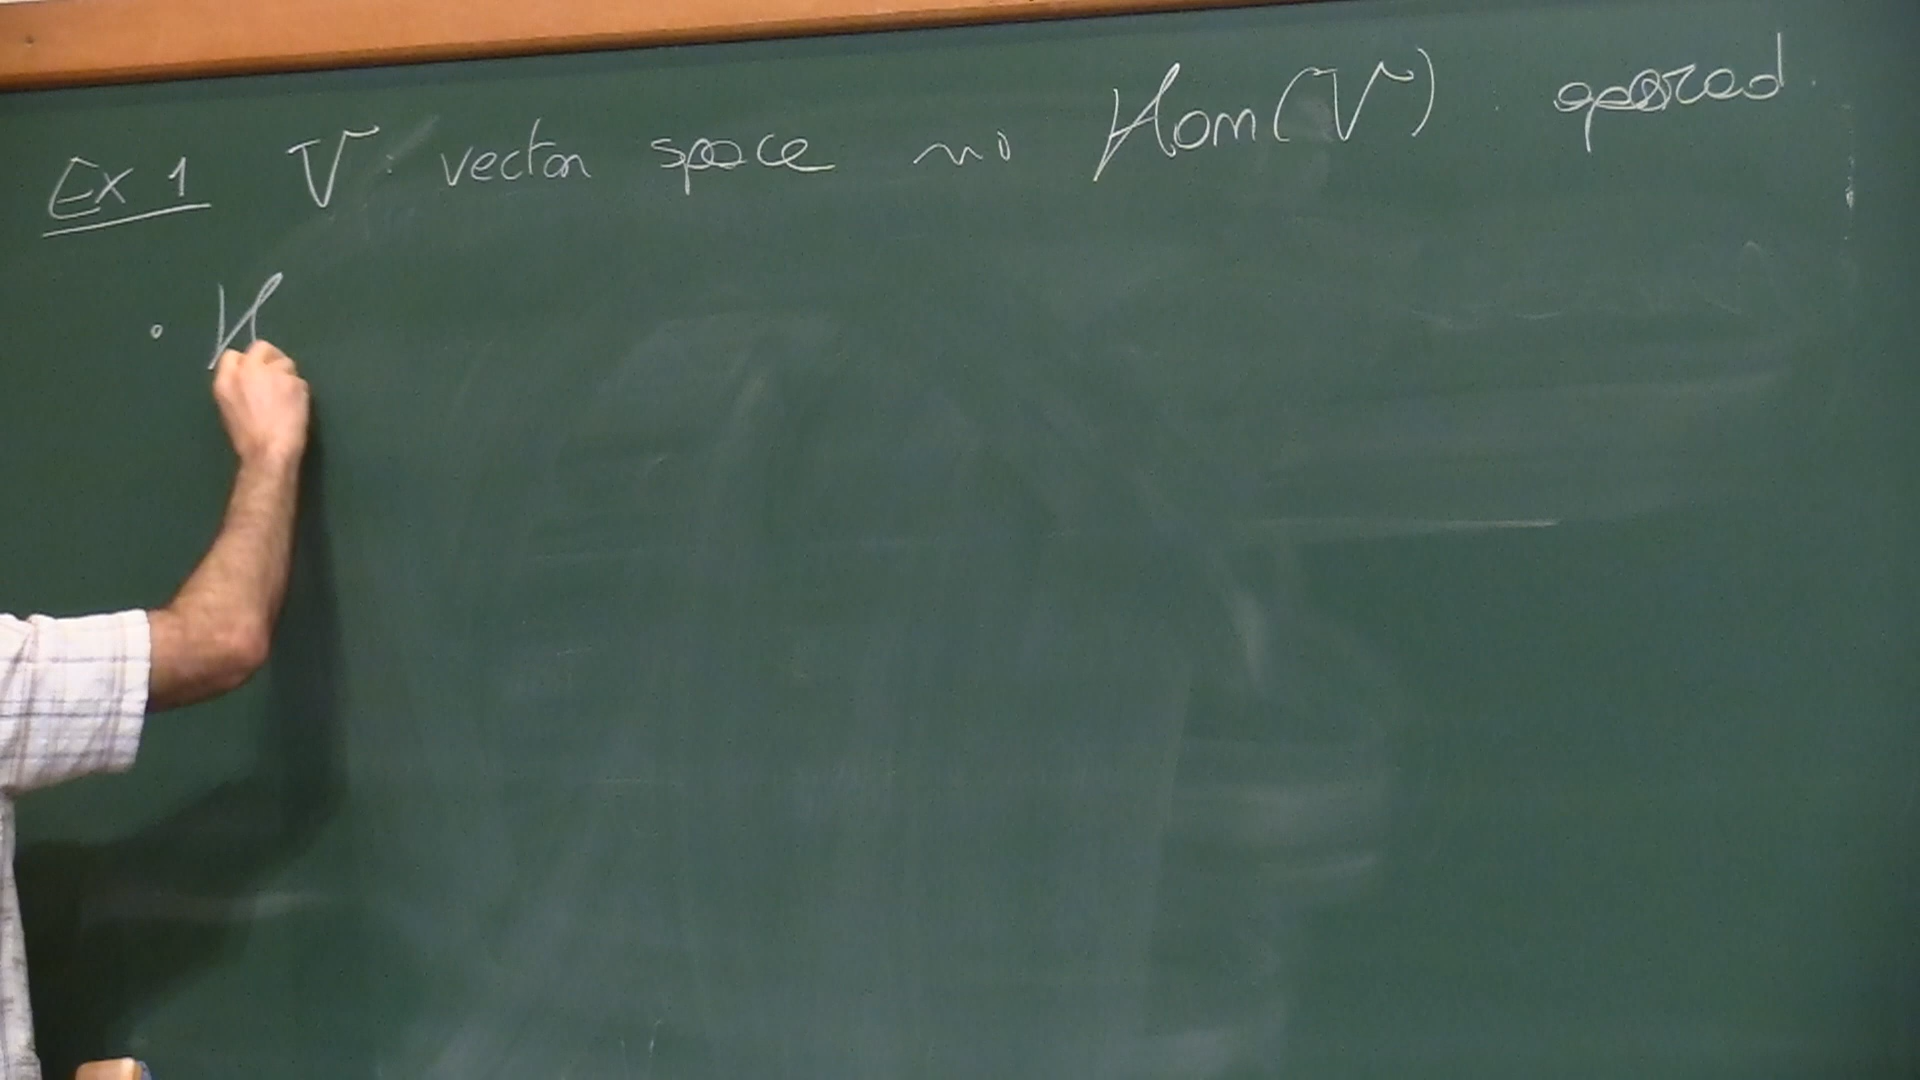 Ex 1 V: vector space ⇝ Hom(V) operad.
• H